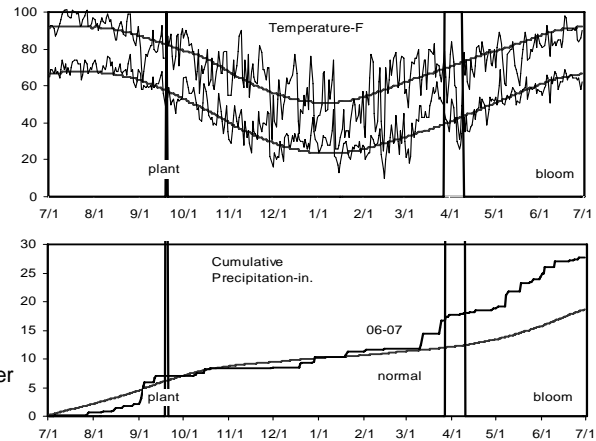 100
Temperature-F
80
60
40
20
plant
bloom
0
7/1 8/1 9/1 10/1 11/1 12/1 1/1 2/1 3/1 4/1 5/1 6/1 7/1
30
Cumulative
Precipitation-in.
25
20
06-07
15
10
er
normal
5
plant
bloom
0
7/1 8/1 9/1 10/1 11/1 12/1 1/1 2/1 3/1 4/1 5/1 6/1 7/1